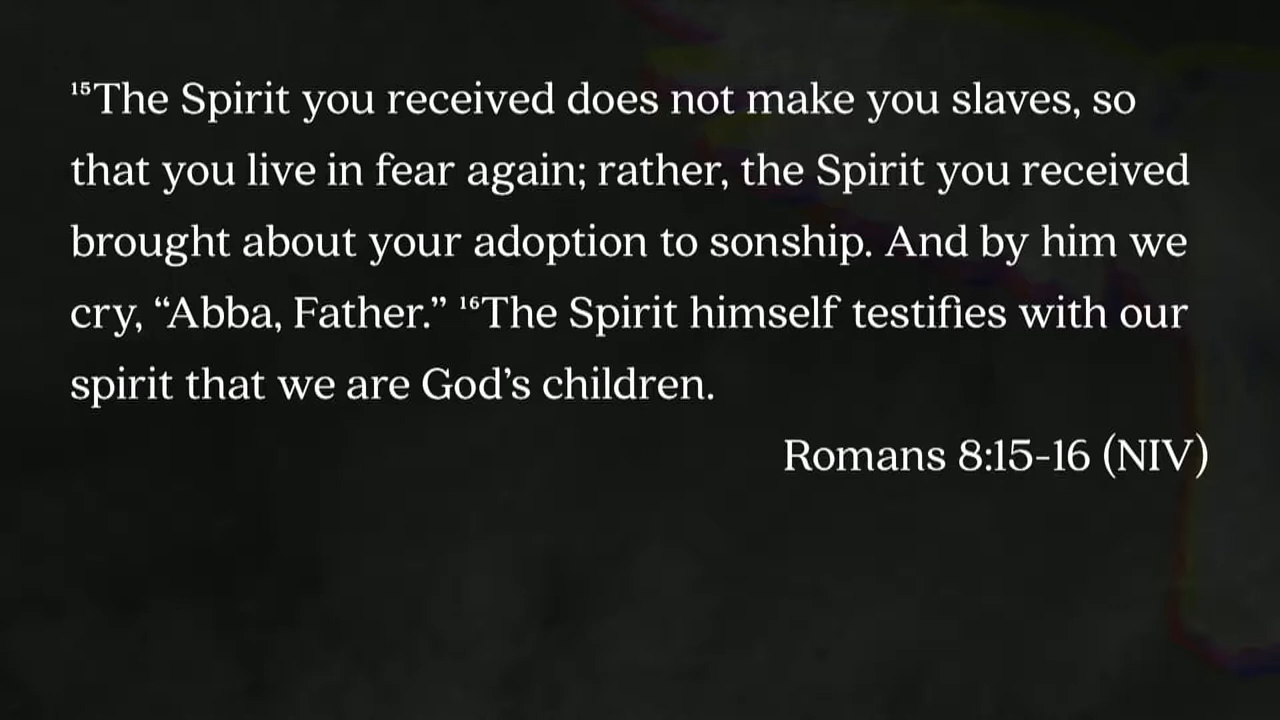 ¹⁵The Spirit you received does not make you slaves, so
that you live in fear again; rather, the Spirit you received
brought about your adoption to sonship. And by him we
cry, “Abba, Father.” ¹⁶The Spirit himself testifies with our
spirit that we are God’s children.
Romans 8:15-16 (NIV)